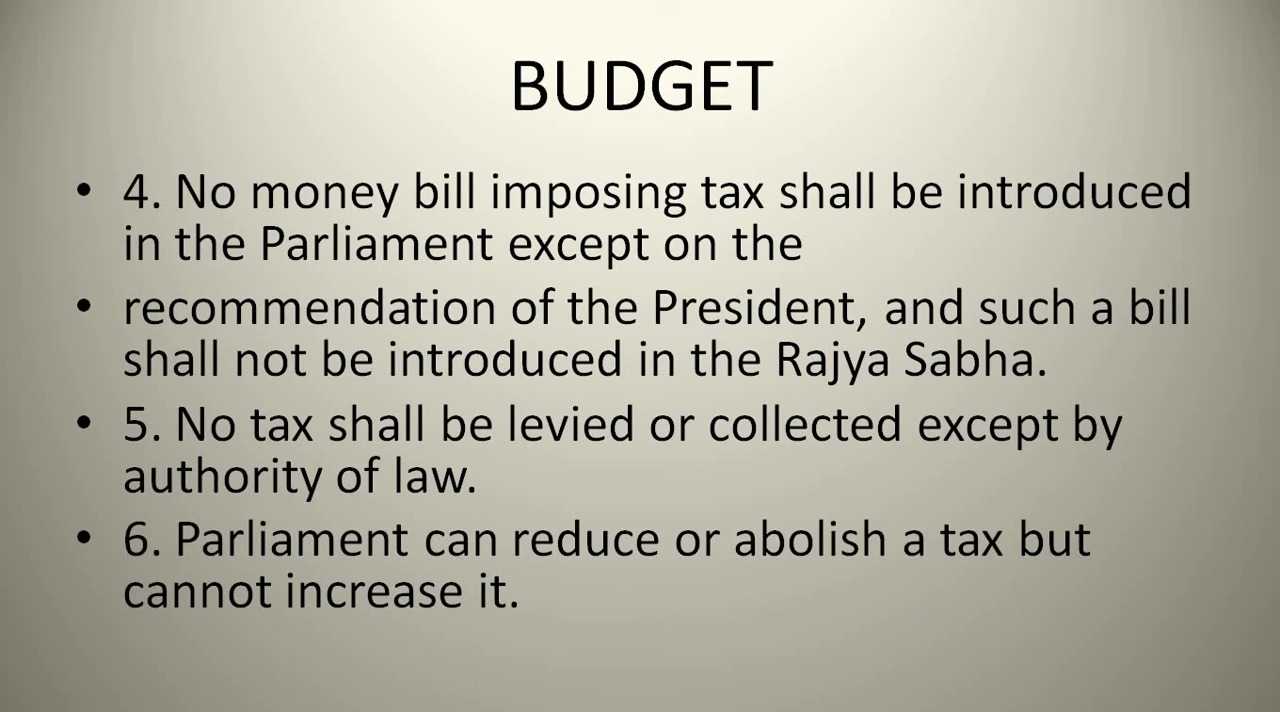 BUDGET
• 4. No money bill imposing tax shall be introduced
in the Parliament except on the
• recommendation of the President, and such a bill
shall not be introduced in the Rajya Sabha.
• 5. No tax shall be levied or collected except by
authority of law.
• 6. Parliament can reduce or abolish a tax but
cannot increase it.